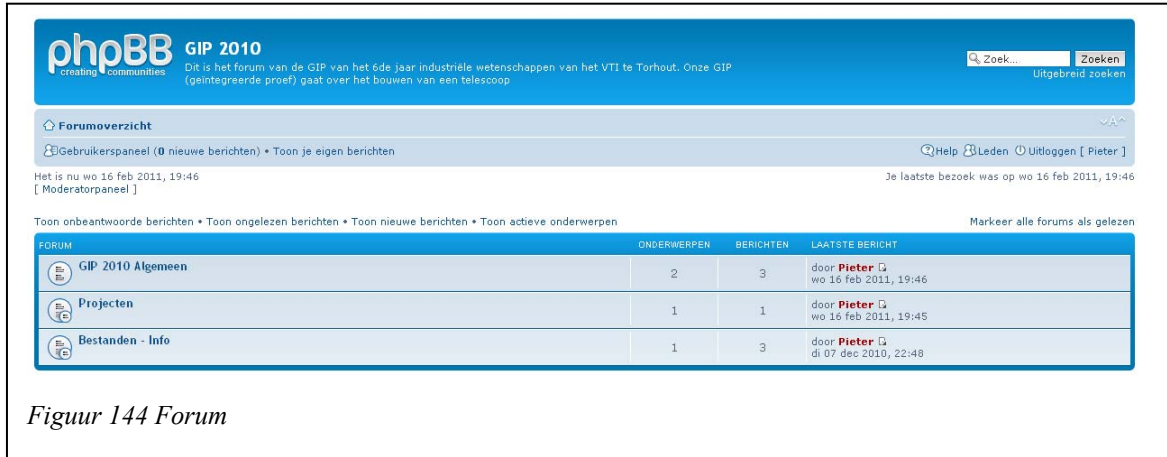 phpBB
creating communities
GIP 2010
Dit is het forum van de GIP van het 6de jaar industriële wetenschappen van het VTI te Torhout. Onze GIP
(geïntegreerde proef) gaat over het bouwen van een telescoop
Zoek... Zoeken
Uitgebreid zoeken
Forumoverzicht
A
Gebruikerspaneel (0 nieuwe berichten) • Toon je eigen berichten
Help Leden Uitloggen [ Pieter ]
Het is nu wo 16 feb 2011, 19:46
[ Moderatorpaneel ]
Je laatste bezoek was op wo 16 feb 2011, 19:46
Toon onbeantwoorde berichten • Toon ongelezen berichten • Toon nieuwe berichten • Toon actieve onderwerpen
Markeer alle forums als gelezen
FORUM ONDERWERPEN BERICHTEN LAATSTE BERICHT
GIP 2010 Algemeen 2 3 door Pieter
wo 16 feb 2011, 19:46
Projecten 1 1 door Pieter
wo 16 feb 2011, 19:45
Bestanden - Info 1 3 door Pieter
di 07 dec 2010, 22:48
Figuur 144 Forum